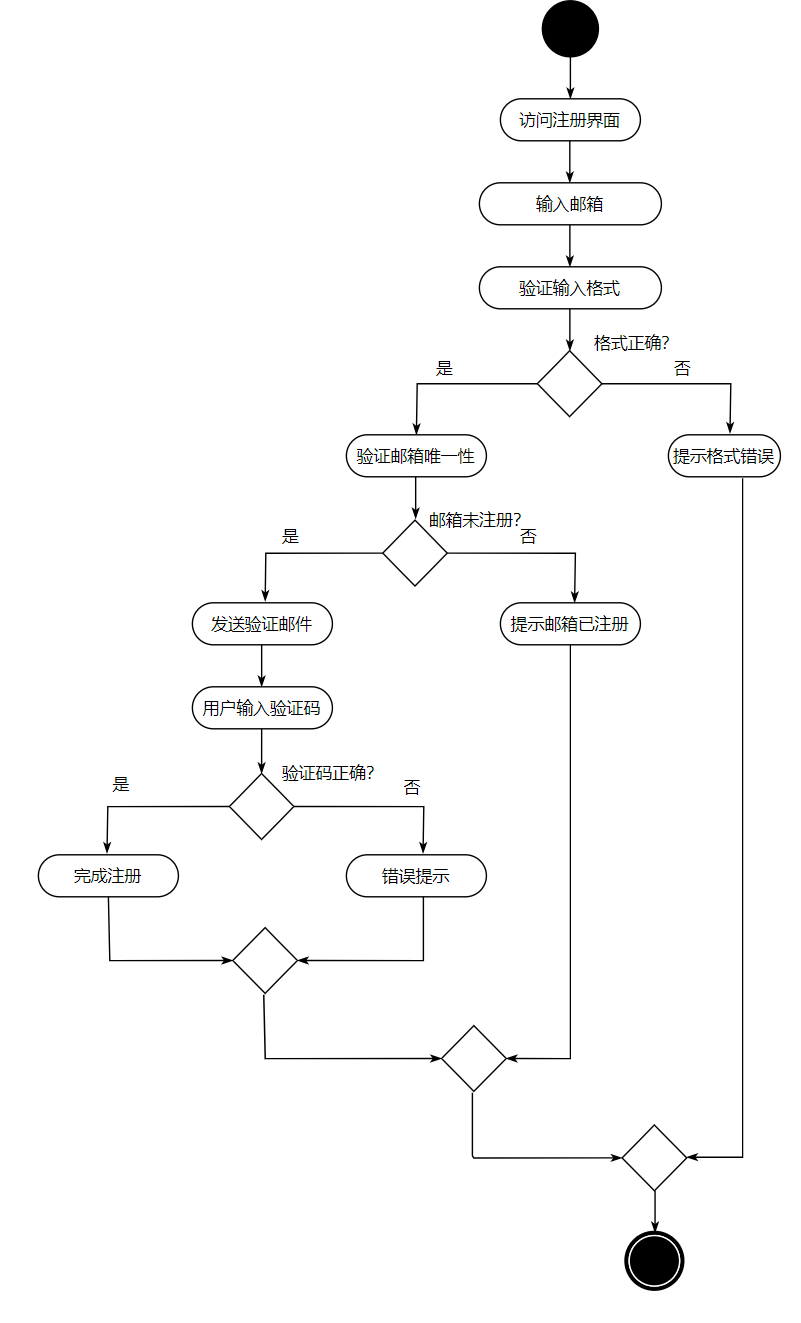 访问注册界面
输入邮箱
验证输入格式
格式正确?
是
否
验证邮箱唯一性
提示格式错误
邮箱未注册?
是
否
发送验证邮件
提示邮箱已注册
用户输入验证码
验证码正确?
是
否
完成注册
错误提示